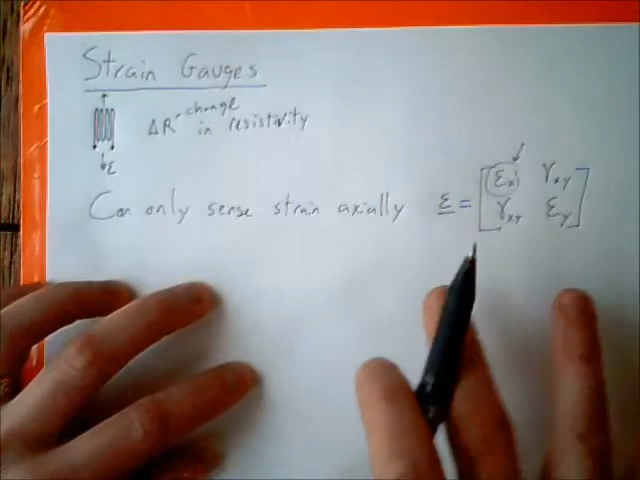 Strain Gauges
ΔR change in resistivity
ε
Can only sense strain axially ε = [εx γxy
γxy εy]